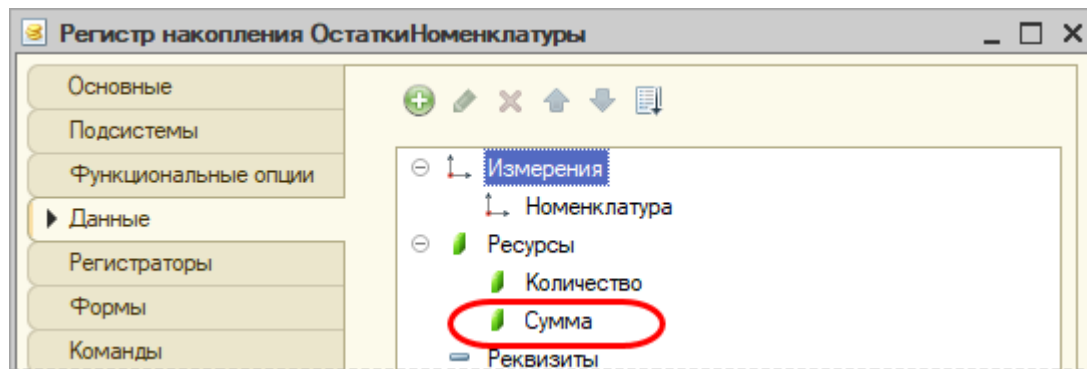 Регистр накопления ОстаткиНоменклатуры
Основные
Подсистемы
Функциональные опции
Данные
Регистраторы
Формы
Команды
Измерения
Номенклатура
Ресурсы
Количество
Сумма
Реквизиты